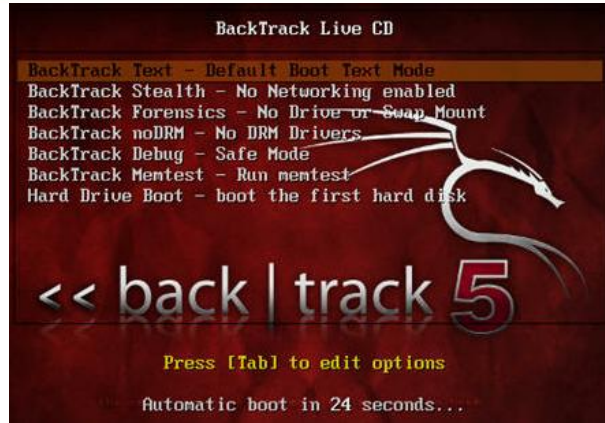 BackTrack Live CD
BackTrack Text - Default Boot Text Mode
BackTrack Stealth - No Networking enabled
BackTrack Forensics - No Drive or Swap Mount
BackTrack noDRM - No DRM Drivers
BackTrack Debug - Safe Mode
BackTrack Memtest - Run memtest
Hard Drive Boot - boot the first hard disk
<< back | track 5
Press [Tab] to edit options
Automatic boot in 24 seconds...